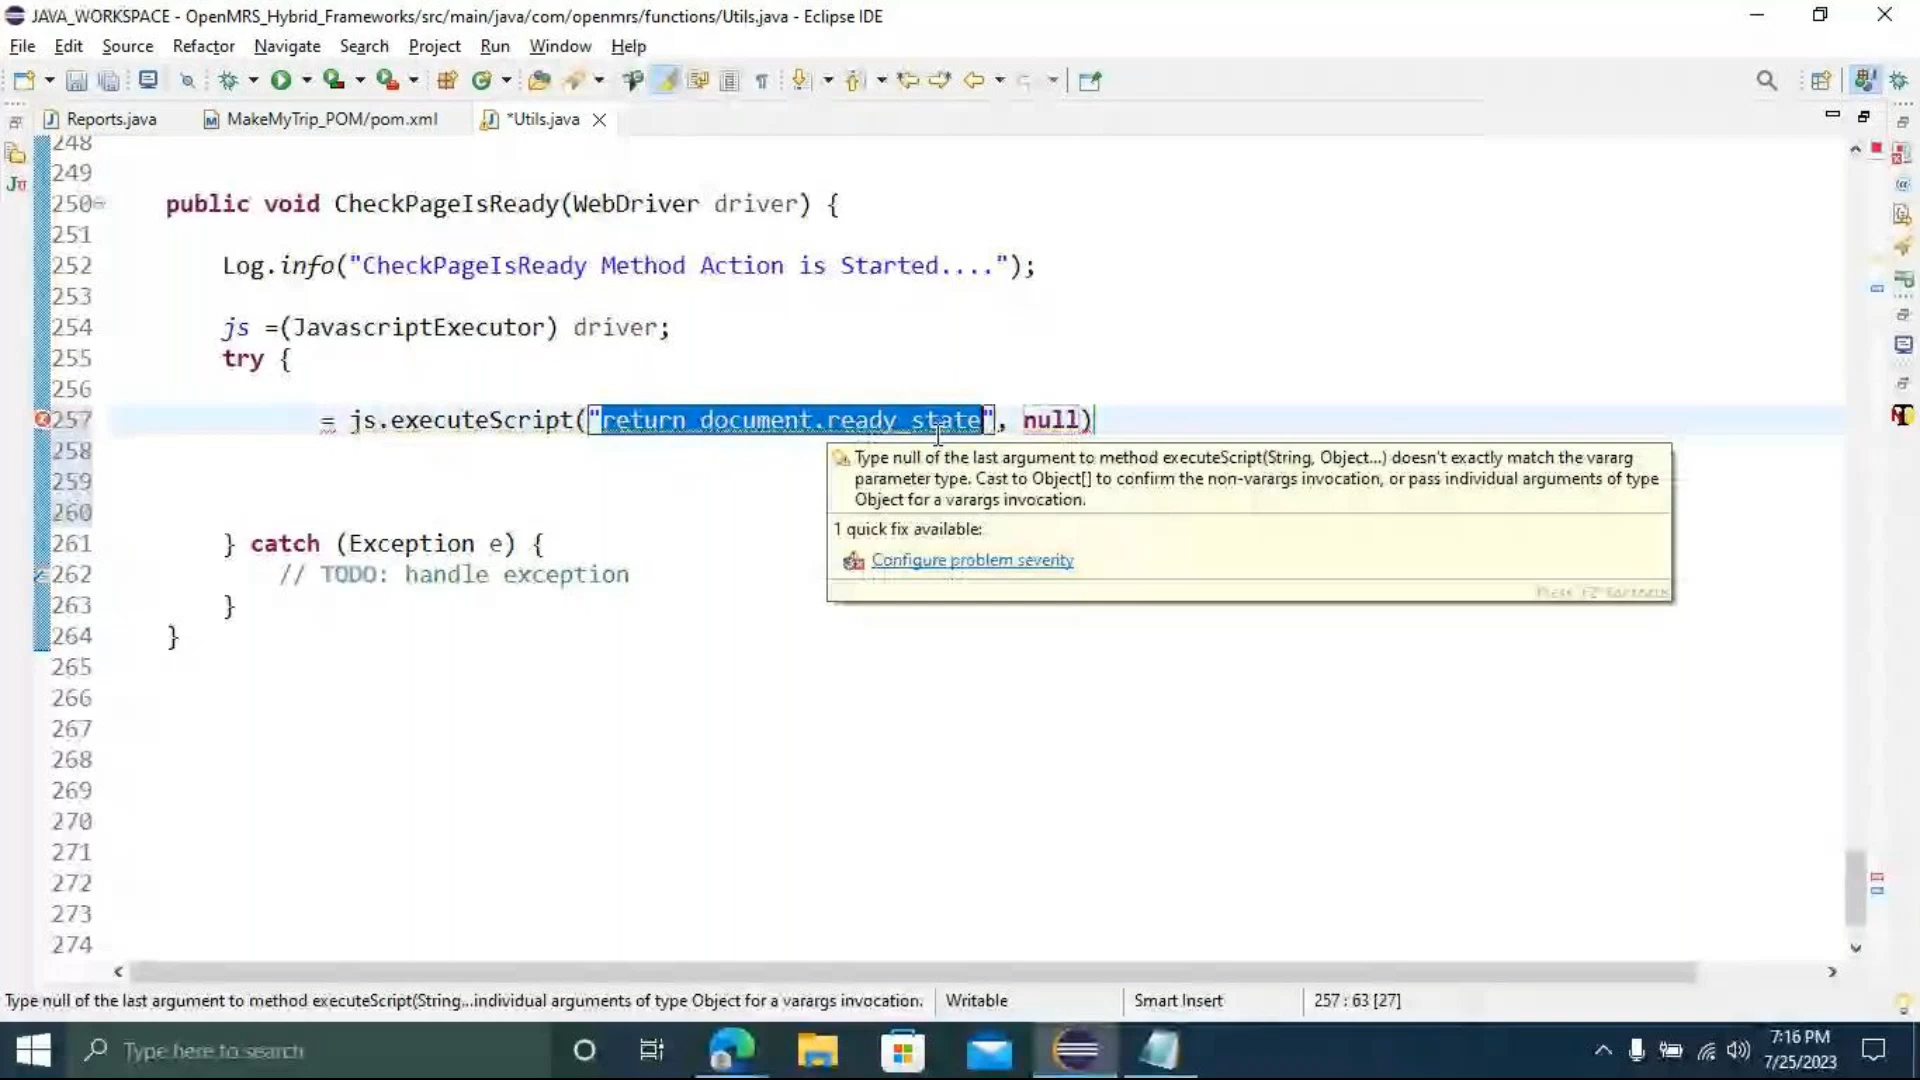 JAVA_WORKSPACE - OpenMRS_Hybrid_Frameworks/src/main/java/com/openmrs/functions/Utils.java - Eclipse IDE
File Edit Source Refactor Navigate Search Project Run Window Help
Reports.java MakeMyTrip_POM/pom.xml *Utils.java
248
249
250 public void CheckPageIsReady(WebDriver driver) {
251
252 Log.info("CheckPageIsReady Method Action is Started....");
253
254 js =(JavascriptExecutor) driver;
255 try {
256
257 = js.executeScript("return document.ready state", null)
258
259
260
261 } catch (Exception e) {
262 // TODO: handle exception
263 }
264 }
265
266
267
268
269
270
271
272
273
274
Type null of the last argument to method executeScript(String, Object...) doesn't exactly match the vararg
parameter type. Cast to Object[] to confirm the non-varargs invocation, or pass individual arguments of type
Object for a varargs invocation.
1 quick fix available:
Configure problem severity
Press 'F2' for focus
Type null of the last argument to method executeScript(String...individual arguments of type Object for a varargs invocation. Writable Smart Insert 257 : 63 [27]
Type here to search
7:16 PM
7/25/2023